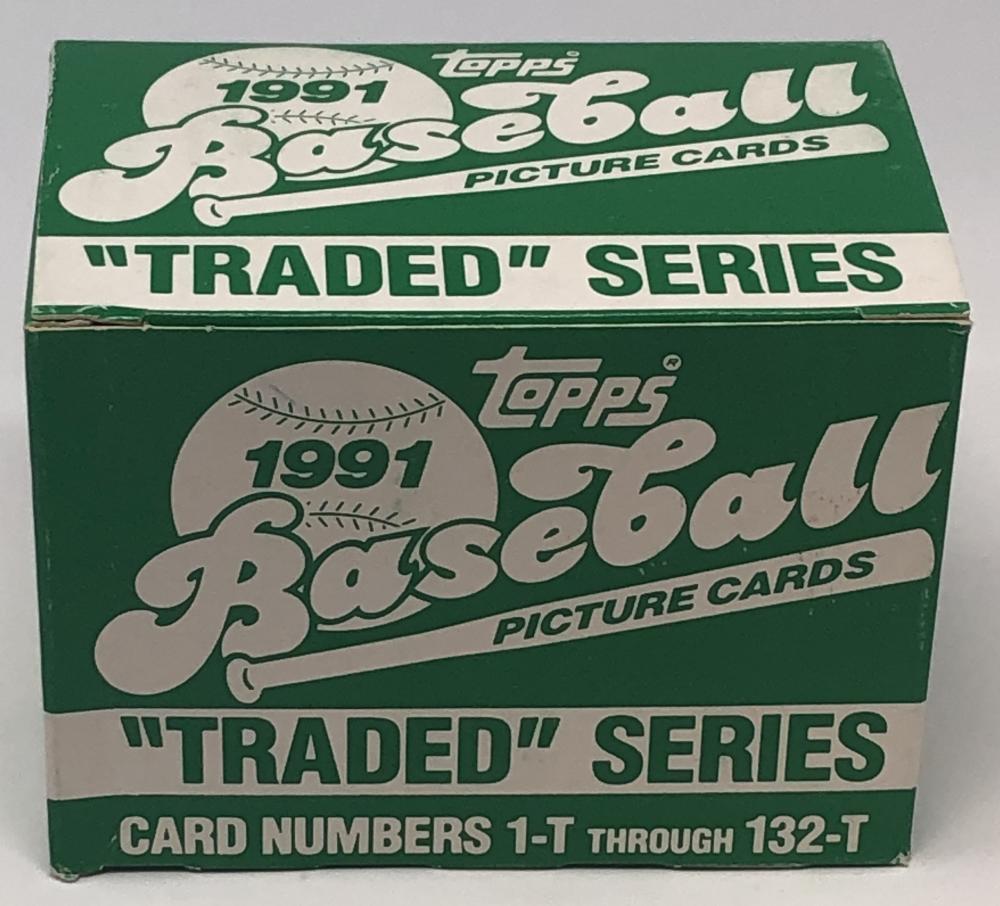 topps®
1991
Baseball
PICTURE CARDS
"TRADED" SERIES
topps®
1991
Baseball
PICTURE CARDS
"TRADED" SERIES
CARD NUMBERS 1-T THROUGH 132-T